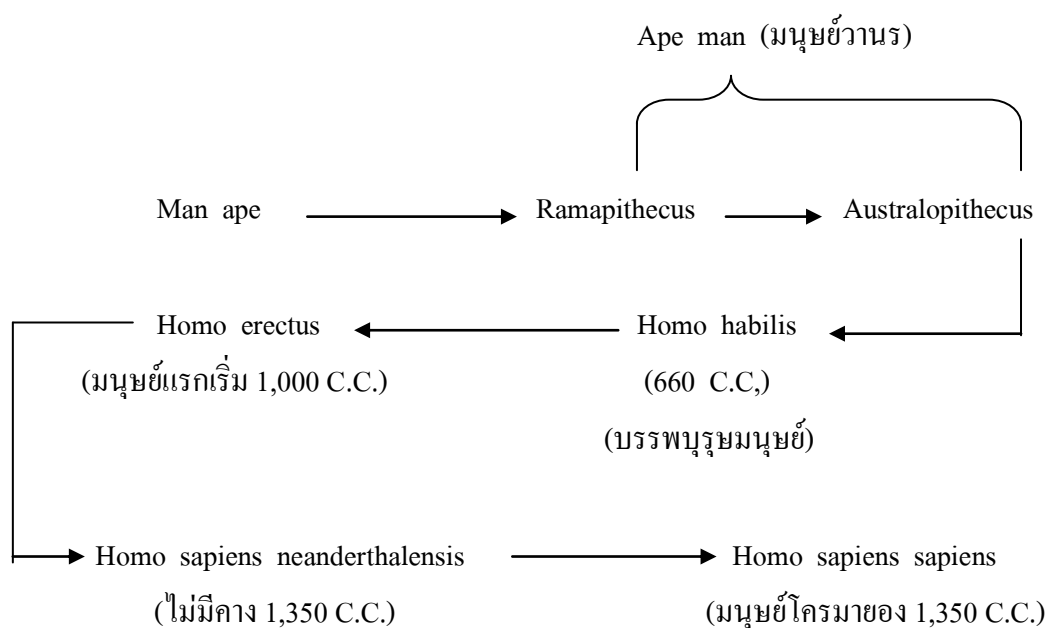 Ape man (มนุษย์วานร)
Man ape Ramapithecus Australopithecus
Homo erectus Homo habilis
(มนุษย์แรกเริ่ม 1,000 C.C.) (660 C.C,)
(บรรพบุรุษมนุษย์)
Homo sapiens neanderthalensis Homo sapiens sapiens
(ไม่มีคาง 1,350 C.C.) (มนุษย์โครมายอง 1,350 C.C.)